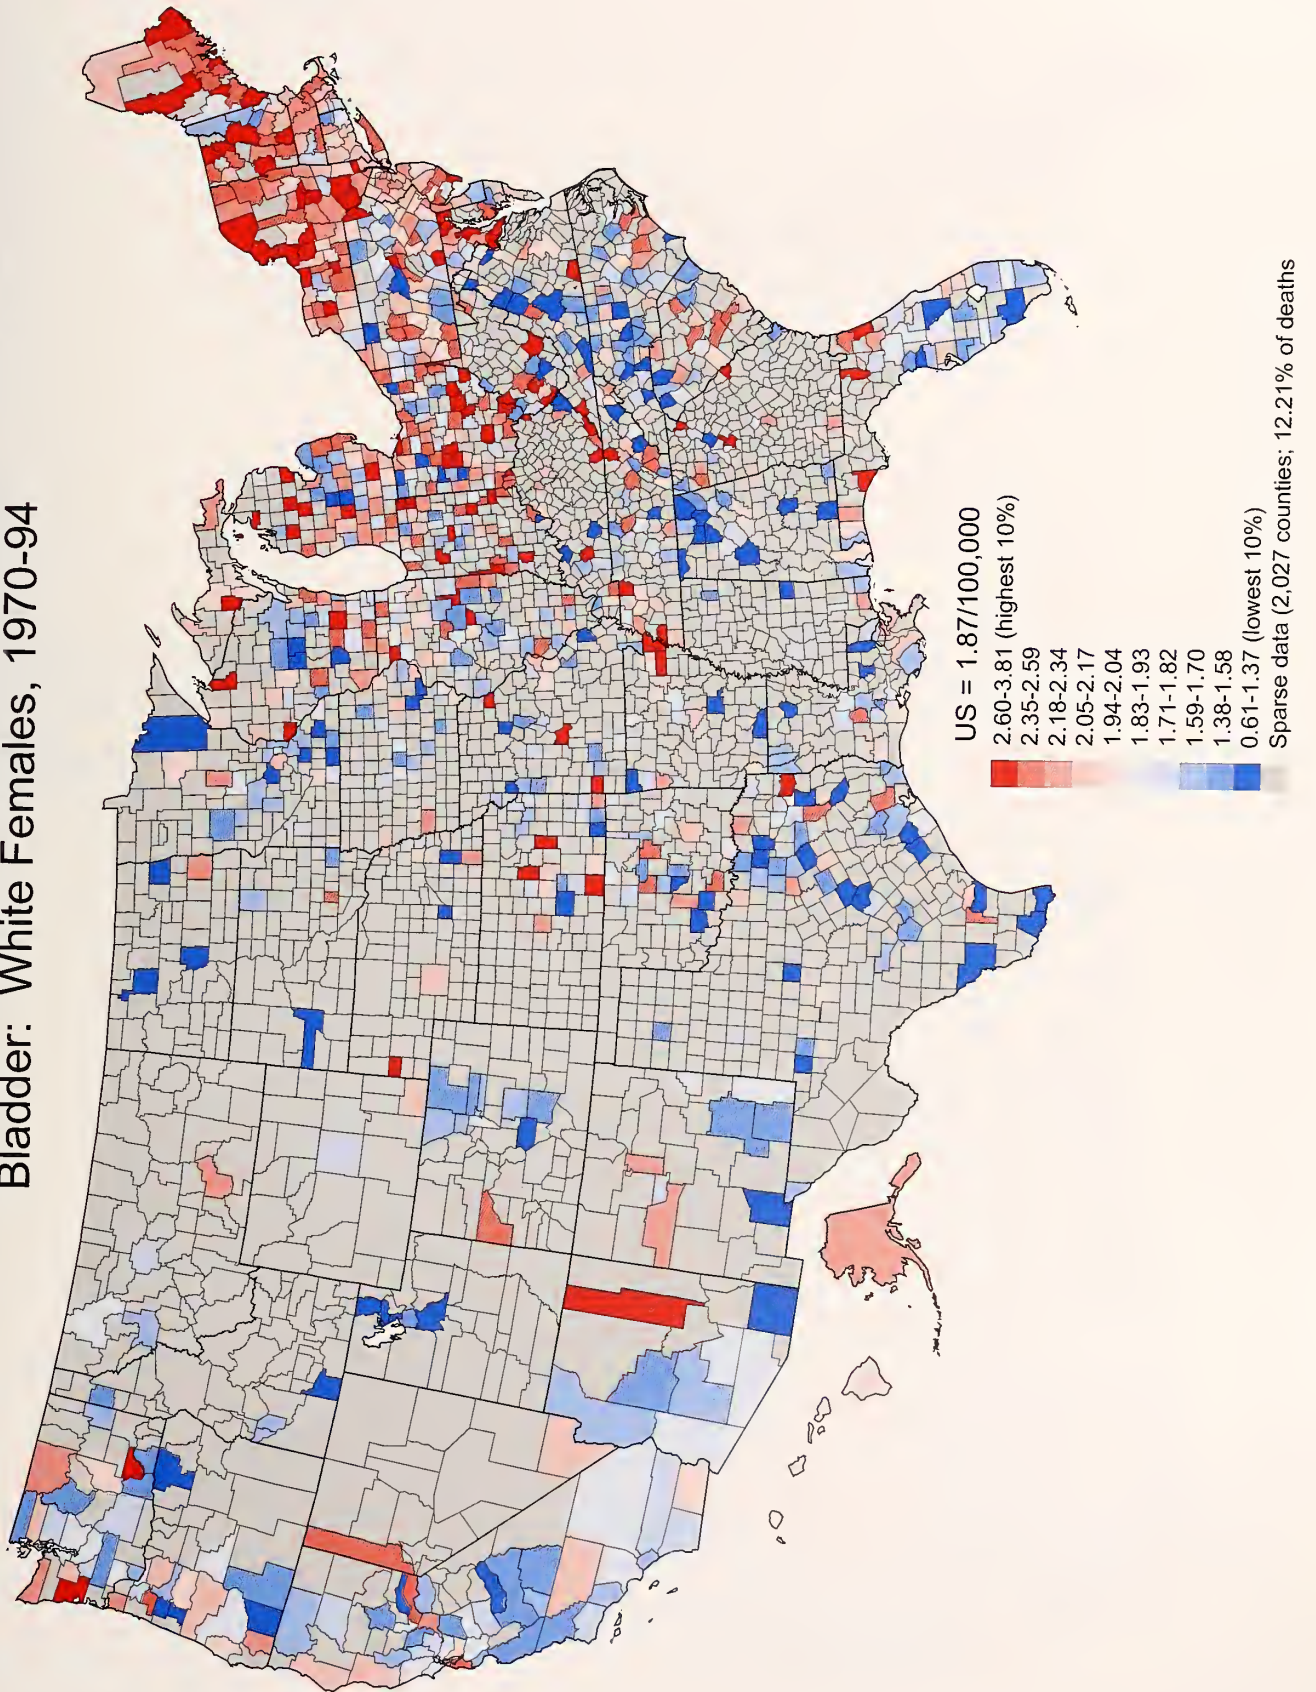 Bladder: White Females, 1970-94
US = 1.87/100,000
2.60-3.81 (highest 10%)
2.35-2.59
2.18-2.34
2.05-2.17
1.94-2.04
1.83-1.93
1.71-1.82
1.59-1.70
1.38-1.58
0.61-1.37 (lowest 10%)
Sparse data (2,027 counties; 12.21% of deaths